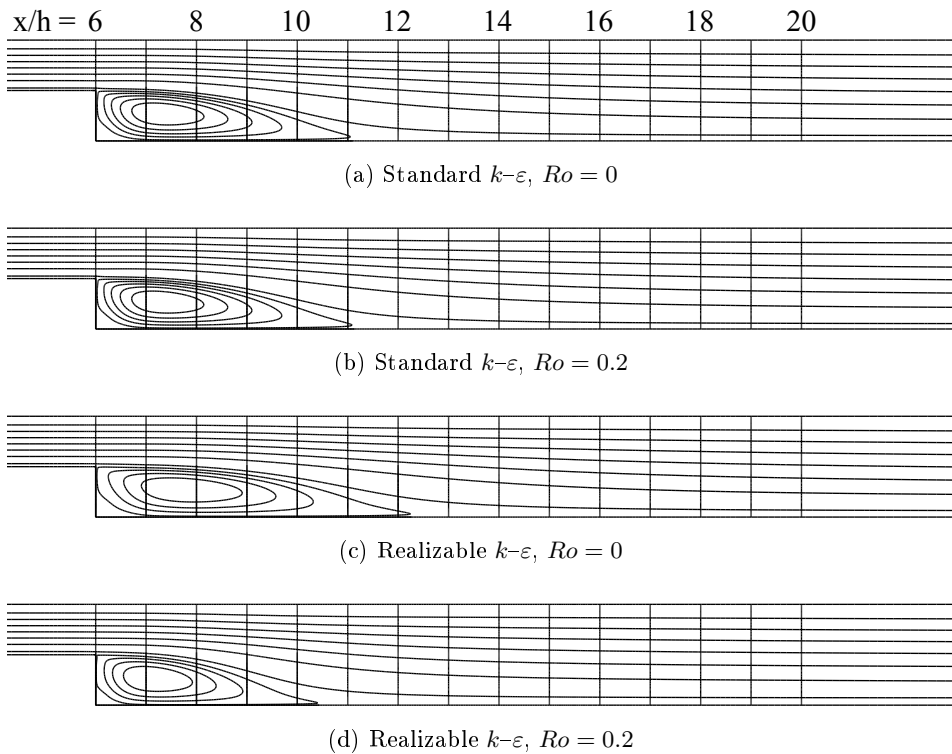 x/h = 6 8 10 12 14 16 18 20
(a) Standard k–ε, Ro = 0
(b) Standard k–ε, Ro = 0.2
(c) Realizable k–ε, Ro = 0
(d) Realizable k–ε, Ro = 0.2